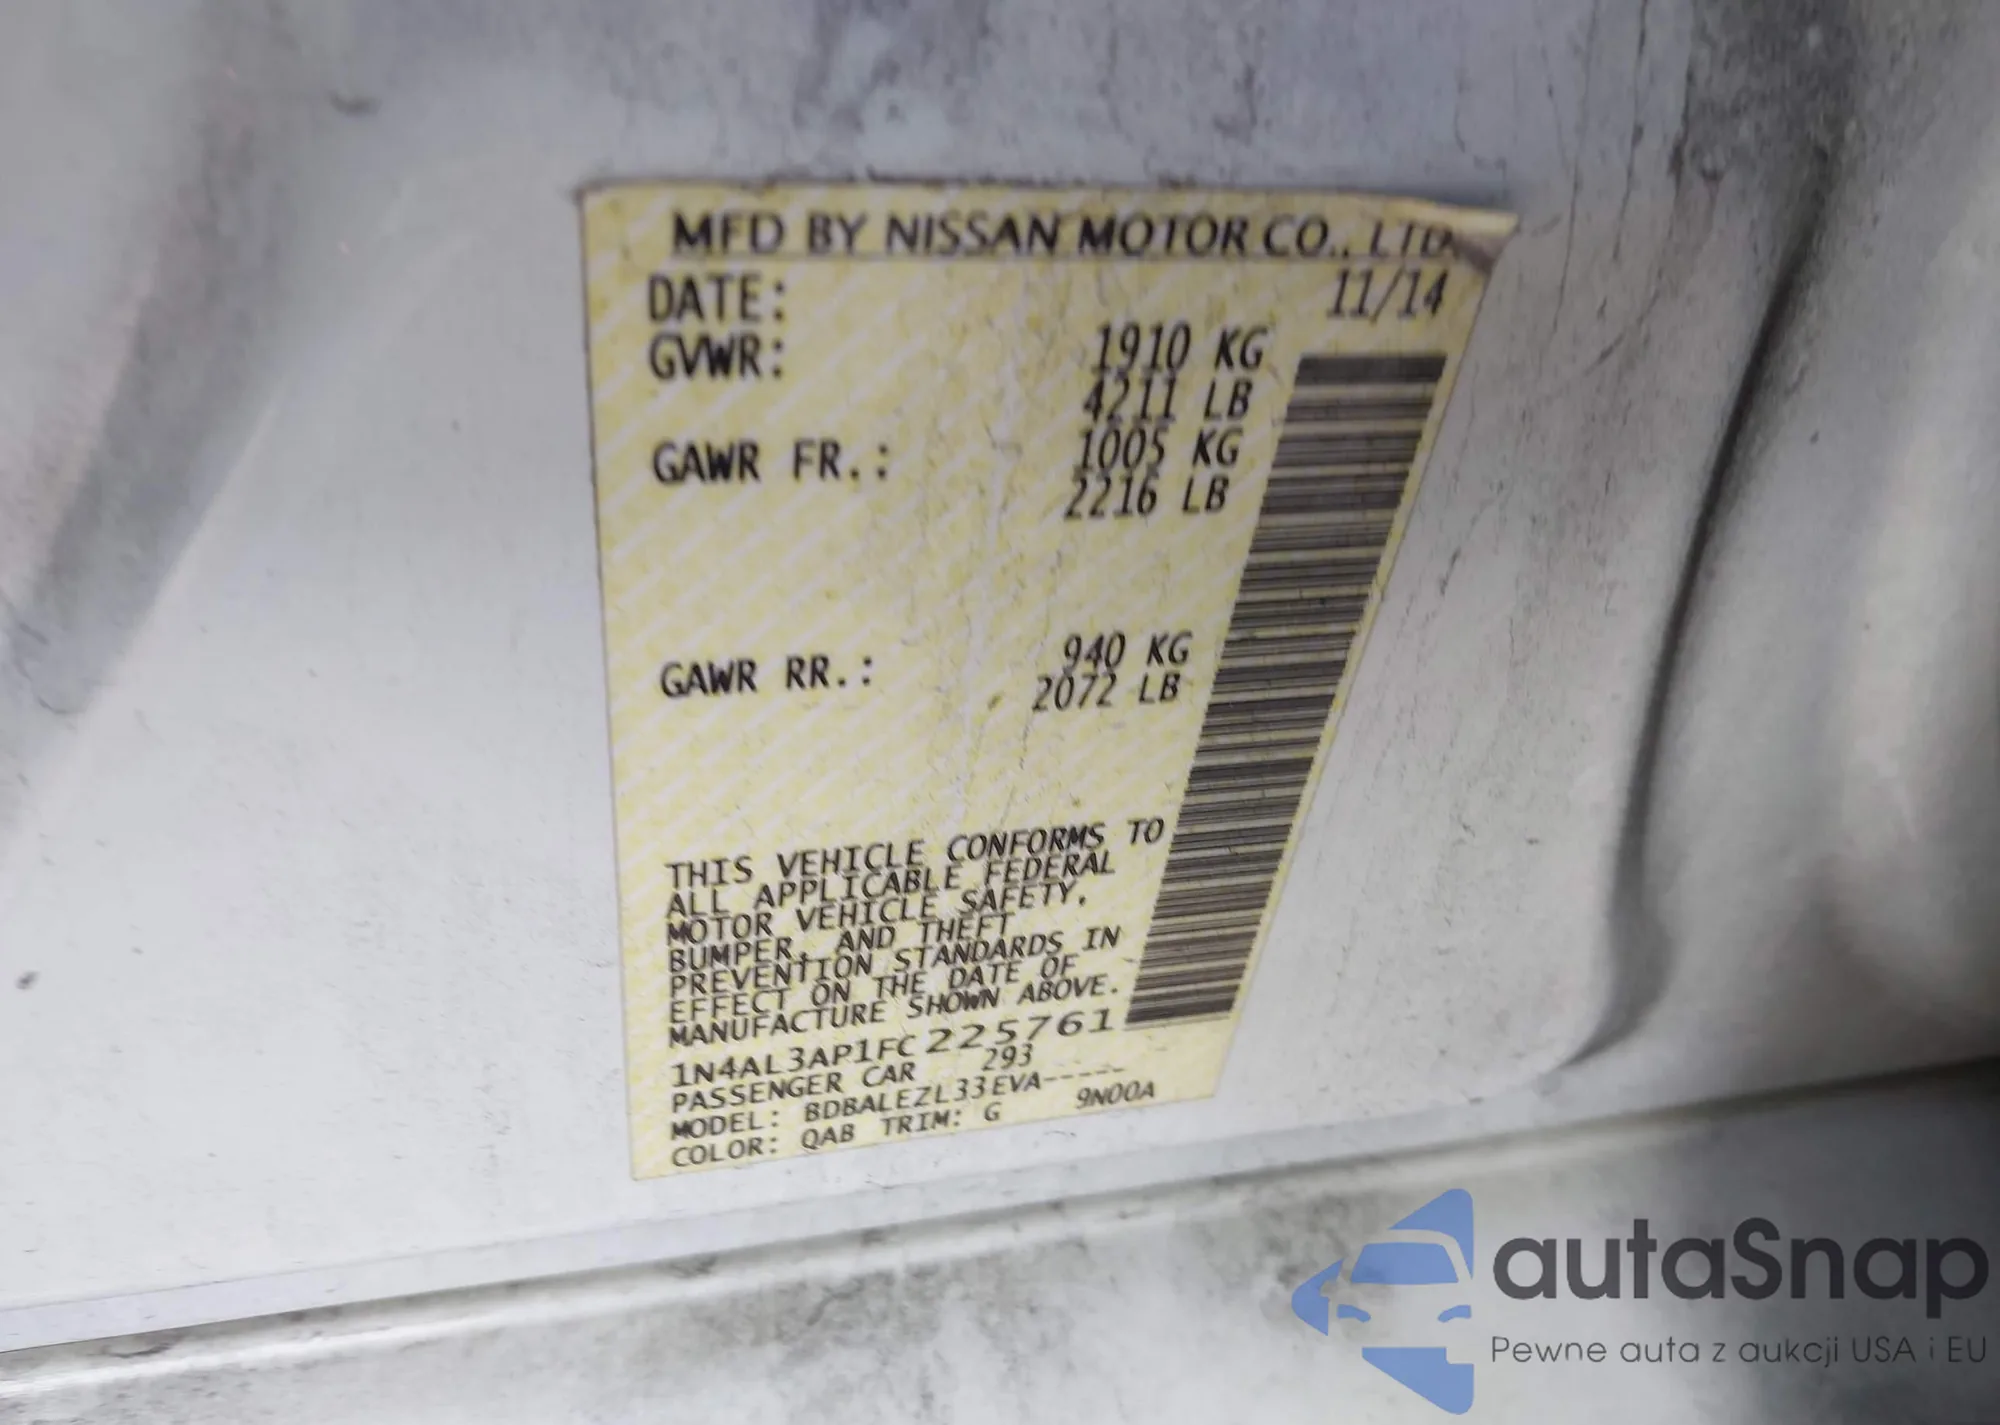 MFD BY NISSAN MOTOR CO., LTD.
DATE: 11/14
GVWR: 1910 KG
4211 LB
GAWR FR.: 1005 KG
2216 LB
GAWR RR.: 940 KG
2072 LB
THIS VEHICLE CONFORMS TO
ALL APPLICABLE FEDERAL
MOTOR VEHICLE SAFETY,
BUMPER, AND THEFT
PREVENTION STANDARDS IN
EFFECT ON THE DATE OF
MANUFACTURE SHOWN ABOVE.
1N4AL3AP1FC225761
PASSENGER CAR 293
MODEL: BDBALEZL33EVA-----
COLOR: QAB TRIM: G 9N00A
autaSnap
Pewne auta z aukcji USA i EU